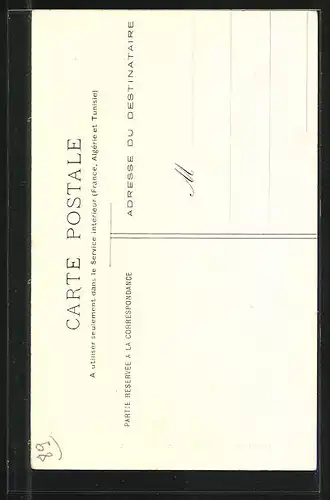 CARTE POSTALE
A utiliser seulement dans le Service intérieur (France, Algérie et Tunisie)
PARTIE RÉSERVÉE A LA CORRESPONDANCE
ADRESSE DU DESTINATAIRE
M
89